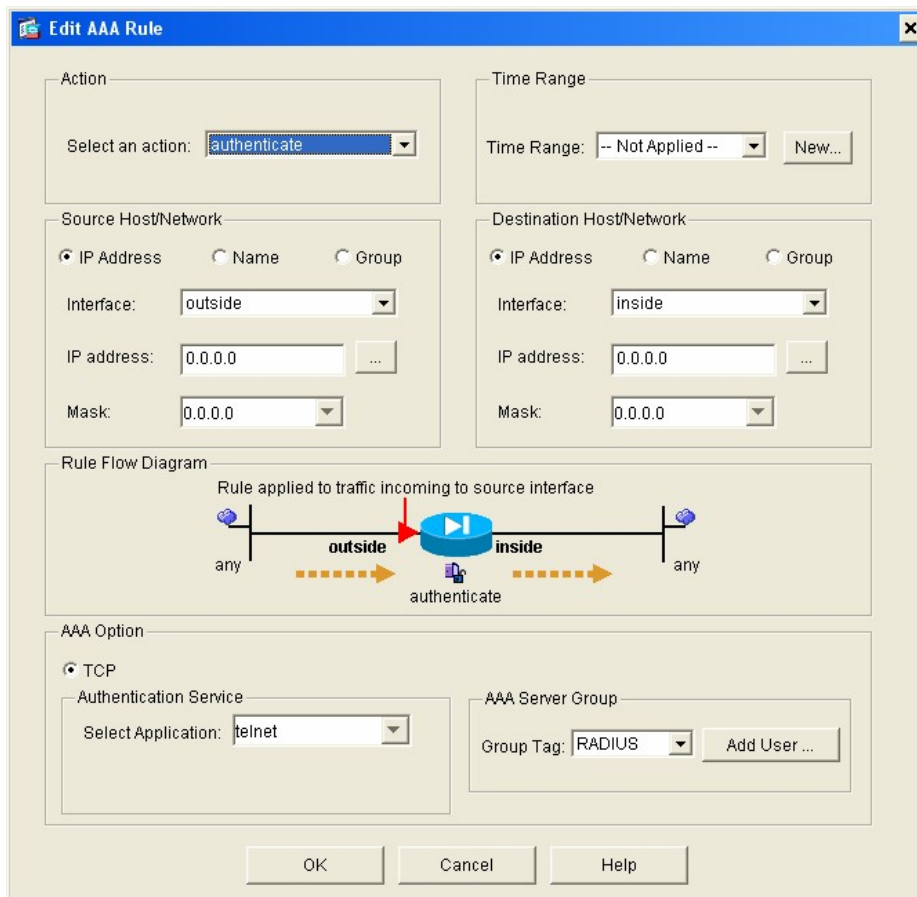 Edit AAA Rule
Action
Select an action: authenticate
Time Range
Time Range: -- Not Applied -- New...
Source Host/Network
IP Address Name Group
Interface: outside
IP address: 0.0.0.0 ...
Mask: 0.0.0.0
Destination Host/Network
IP Address Name Group
Interface: inside
IP address: 0.0.0.0 ...
Mask: 0.0.0.0
Rule Flow Diagram
Rule applied to traffic incoming to source interface
outside inside
any any
authenticate
AAA Option
TCP
Authentication Service
Select Application: telnet
AAA Server Group
Group Tag: RADIUS Add User ...
OK Cancel Help